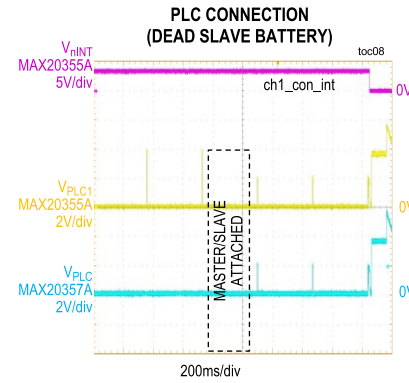 PLC CONNECTION
(DEAD SLAVE BATTERY)
toc08
VnINT
MAX20355A
5V/div
ch1_con_int
0V
VPLC1
MAX20355A
2V/div
0V
MASTER/SLAVE
ATTACHED
VPLC
MAX20357A
2V/div
0V
200ms/div